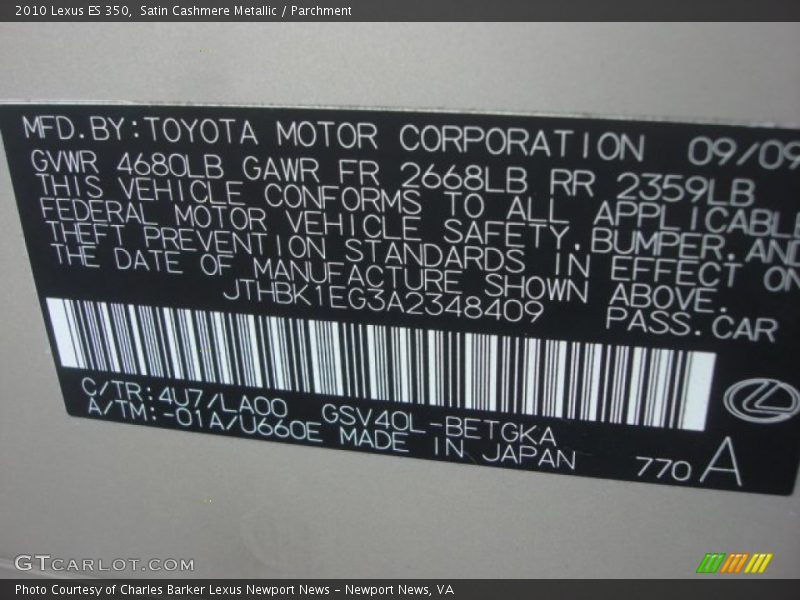 2010 Lexus ES 350, Satin Cashmere Metallic / Parchment
MFD.BY:TOYOTA MOTOR CORPORATION 09/09
GVWR 4680LB GAWR FR 2668LB RR 2359LB
THIS VEHICLE CONFORMS TO ALL APPLICABLE
FEDERAL MOTOR VEHICLE SAFETY.BUMPER.AND
THEFT PREVENTION STANDARDS IN EFFECT ON
THE DATE OF MANUFACTURE SHOWN ABOVE.
JTHBK1EG3A2348409 PASS.CAR
C/TR:4U7/LA00 GSV40L-BETGKA
A/TM:-01A/U660E MADE IN JAPAN 770 A
GTCARLOT.COM
Photo Courtesy of Charles Barker Lexus Newport News – Newport News, VA